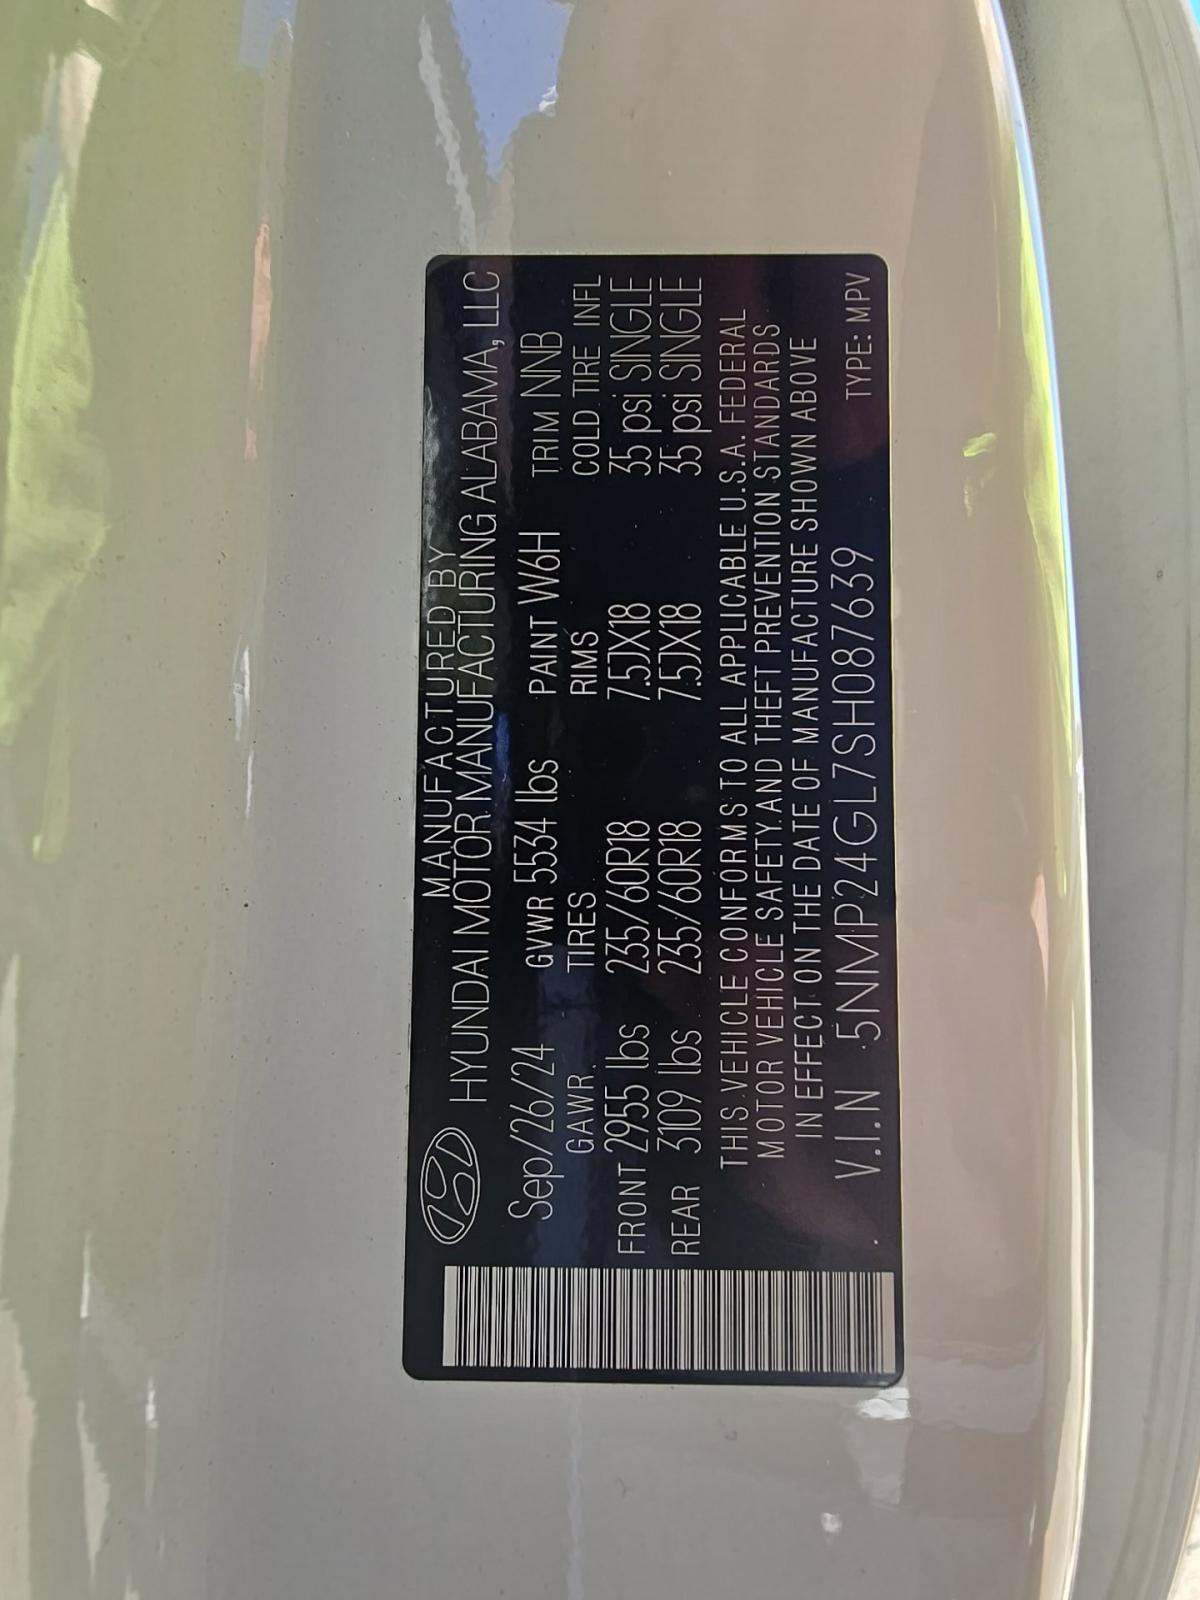 MANUFACTURED BY
HYUNDAI MOTOR MANUFACTURING ALABAMA, LLC
Sep/26/24 GVWR 5534 lbs PAINT W6H TRIM NNB
GAWR TIRES RIMS COLD TIRE INFL
FRONT 2955 lbs 235/60R18 7.5JX18 35 psi SINGLE
REAR 3109 lbs 235/60R18 7.5JX18 35 psi SINGLE
THIS VEHICLE CONFORMS TO ALL APPLICABLE U.S.A. FEDERAL
MOTOR VEHICLE SAFETY AND THEFT PREVENTION STANDARDS
IN EFFECT ON THE DATE OF MANUFACTURE SHOWN ABOVE
V.I.N 5NMP24GL7SH087639 TYPE: MPV